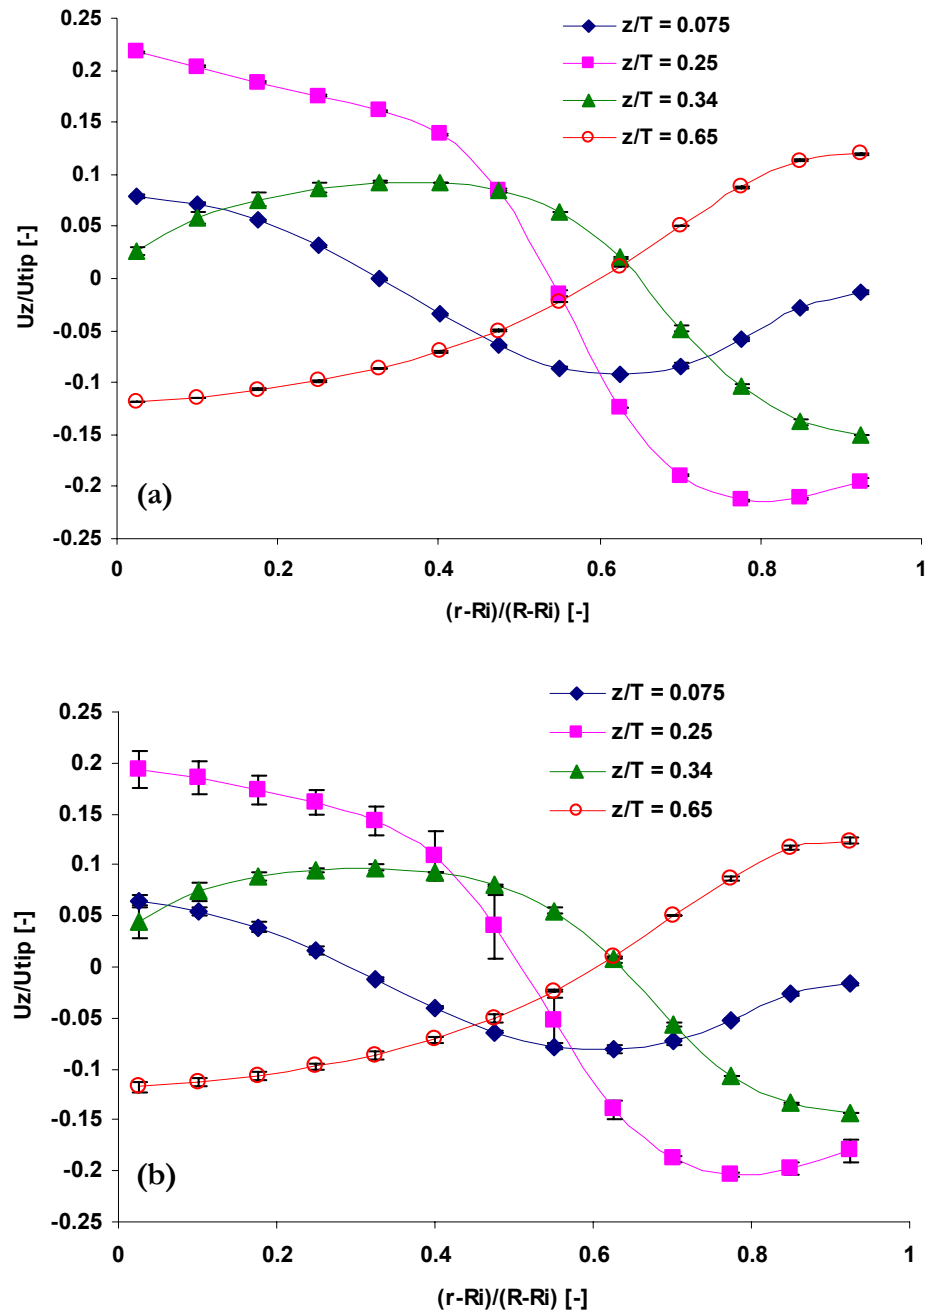 z/T = 0.075
z/T = 0.25
z/T = 0.34
z/T = 0.65
0.25
0.2
0.15
0.1
0.05
0
-0.05
-0.1
-0.15
-0.2
-0.25
Uz/Utip [-]
(a)
0 0.2 0.4 0.6 0.8 1
(r-Ri)/(R-Ri) [-]
z/T = 0.075
z/T = 0.25
z/T = 0.34
z/T = 0.65
0.25
0.2
0.15
0.1
0.05
0
-0.05
-0.1
-0.15
-0.2
-0.25
Uz/Utip [-]
(b)
0 0.2 0.4 0.6 0.8 1
(r-Ri)/(R-Ri) [-]